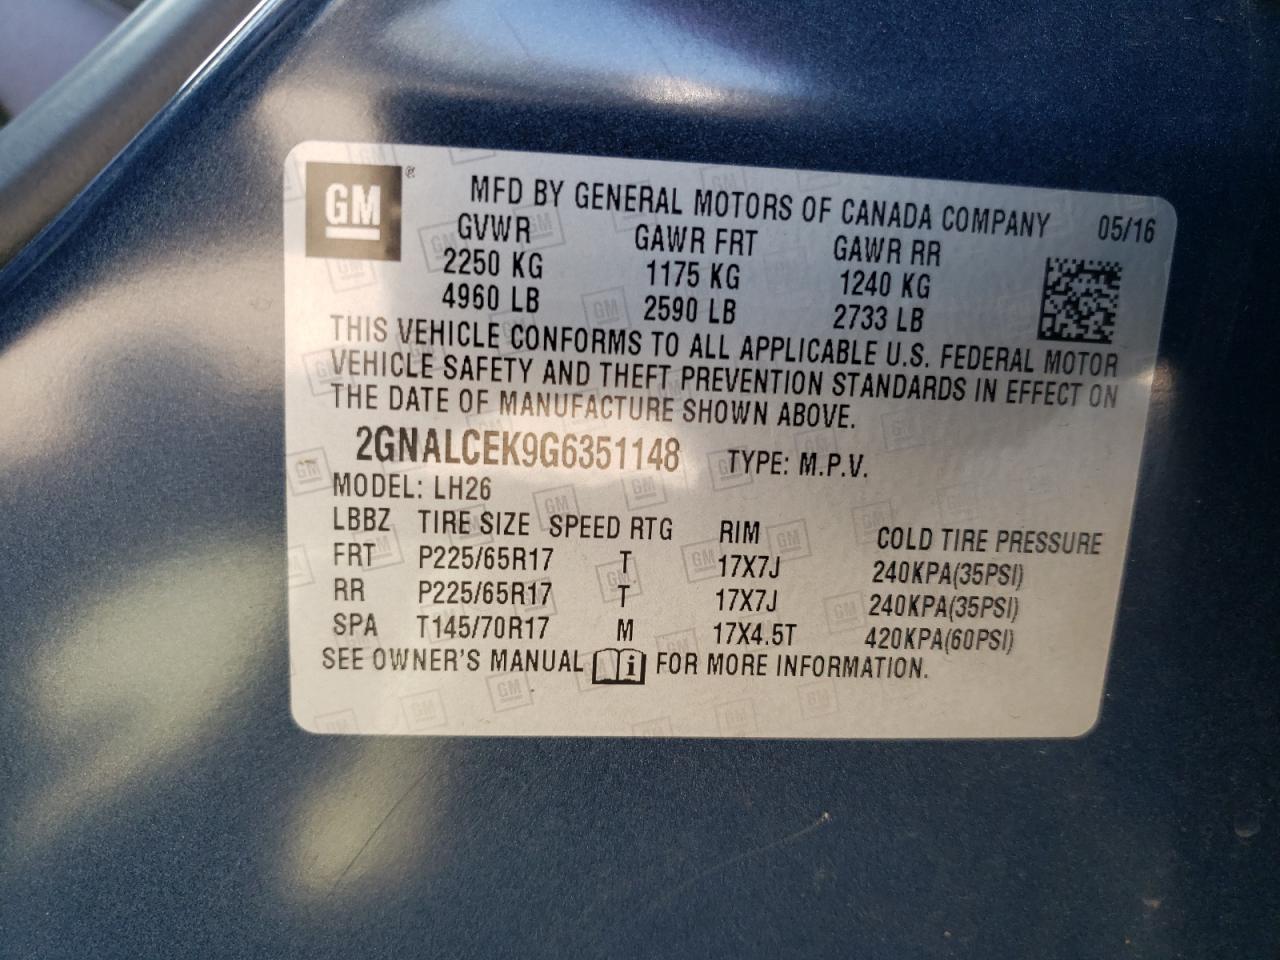 GM ®
MFD BY GENERAL MOTORS OF CANADA COMPANY 05/16
GVWR GAWR FRT GAWR RR
2250 KG 1175 KG 1240 KG
4960 LB 2590 LB 2733 LB
THIS VEHICLE CONFORMS TO ALL APPLICABLE U.S. FEDERAL MOTOR
VEHICLE SAFETY AND THEFT PREVENTION STANDARDS IN EFFECT ON
THE DATE OF MANUFACTURE SHOWN ABOVE.
2GNALCEK9G6351148 TYPE: M.P.V.
MODEL: LH26
LBBZ TIRE SIZE SPEED RTG RIM COLD TIRE PRESSURE
FRT P225/65R17 T 17X7J 240KPA(35PSI)
RR P225/65R17 T 17X7J 240KPA(35PSI)
SPA T145/70R17 M 17X4.5T 420KPA(60PSI)
SEE OWNER'S MANUAL i FOR MORE INFORMATION.